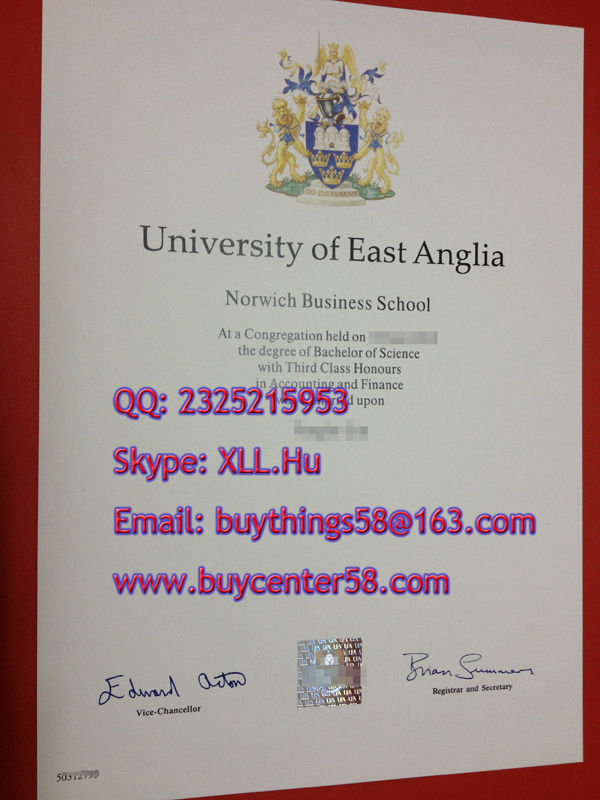 University of East Anglia
Norwich Business School
At a Congregation held on
the degree of Bachelor of Science
with Third Class Honours
in Accounting and Finance
upon
QQ: 2325215953
Skype: XLL.Hu
Email: buythings58@163.com
www.buycenter58.com
Edward Acton
Vice-Chancellor
Brian Summers
Registrar and Secretary